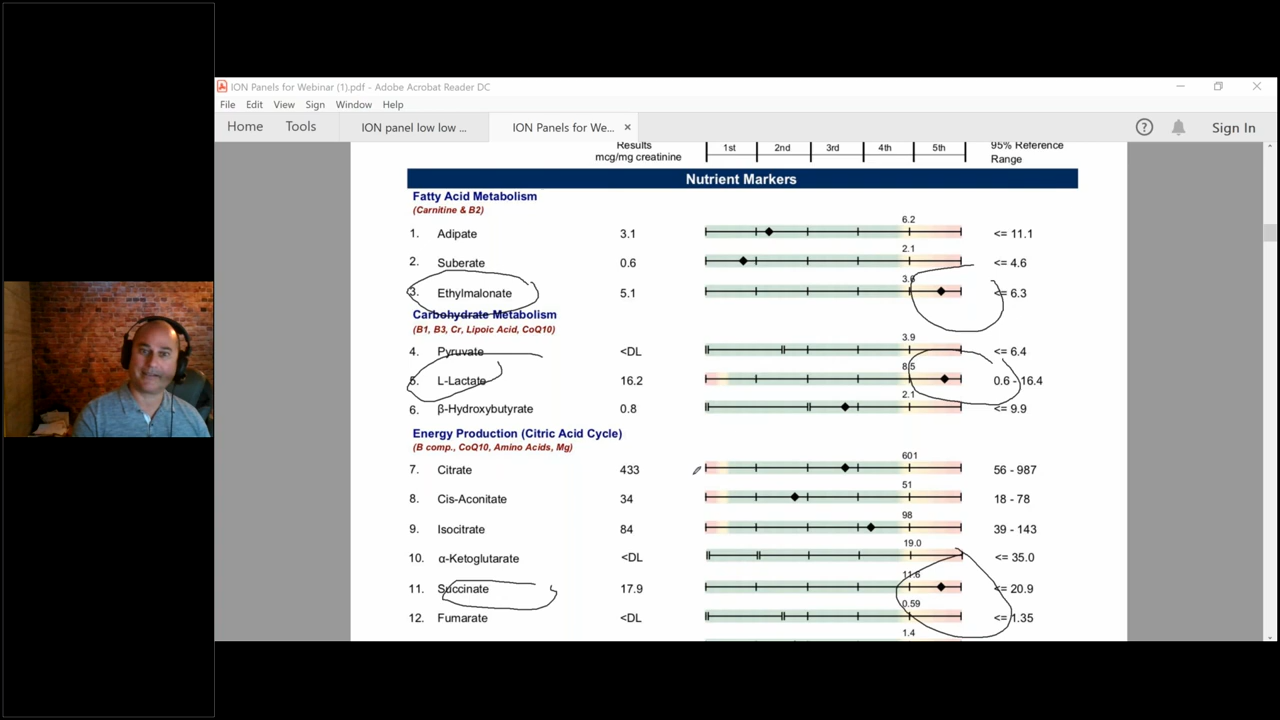 ION Panels for Webinar (1).pdf - Adobe Acrobat Reader DC
File Edit View Sign Window Help
Home Tools ION panel low low ... ION Panels for We... × ? Sign In
Results 1st 2nd 3rd 4th 5th 95% Reference
mcg/mg creatinine Range
Nutrient Markers
Fatty Acid Metabolism
(Carnitine & B2)
6.2
1. Adipate 3.1 <= 11.1
2.1
2. Suberate 0.6 <= 4.6
3.6
3. Ethylmalonate 5.1 <= 6.3
Carbohydrate Metabolism
(B1, B3, Cr, Lipoic Acid, CoQ10)
3.9
4. Pyruvate <DL <= 6.4
8.5
5. L-Lactate 16.2 0.6 - 16.4
2.1
6. β-Hydroxybutyrate 0.8 <= 9.9
Energy Production (Citric Acid Cycle)
(B comp., CoQ10, Amino Acids, Mg)
601
7. Citrate 433 56 - 987
51
8. Cis-Aconitate 34 18 - 78
98
9. Isocitrate 84 39 - 143
19.0
10. α-Ketoglutarate <DL <= 35.0
11.6
11. Succinate 17.9 <= 20.9
0.59
12. Fumarate <DL <= 1.35
1.4